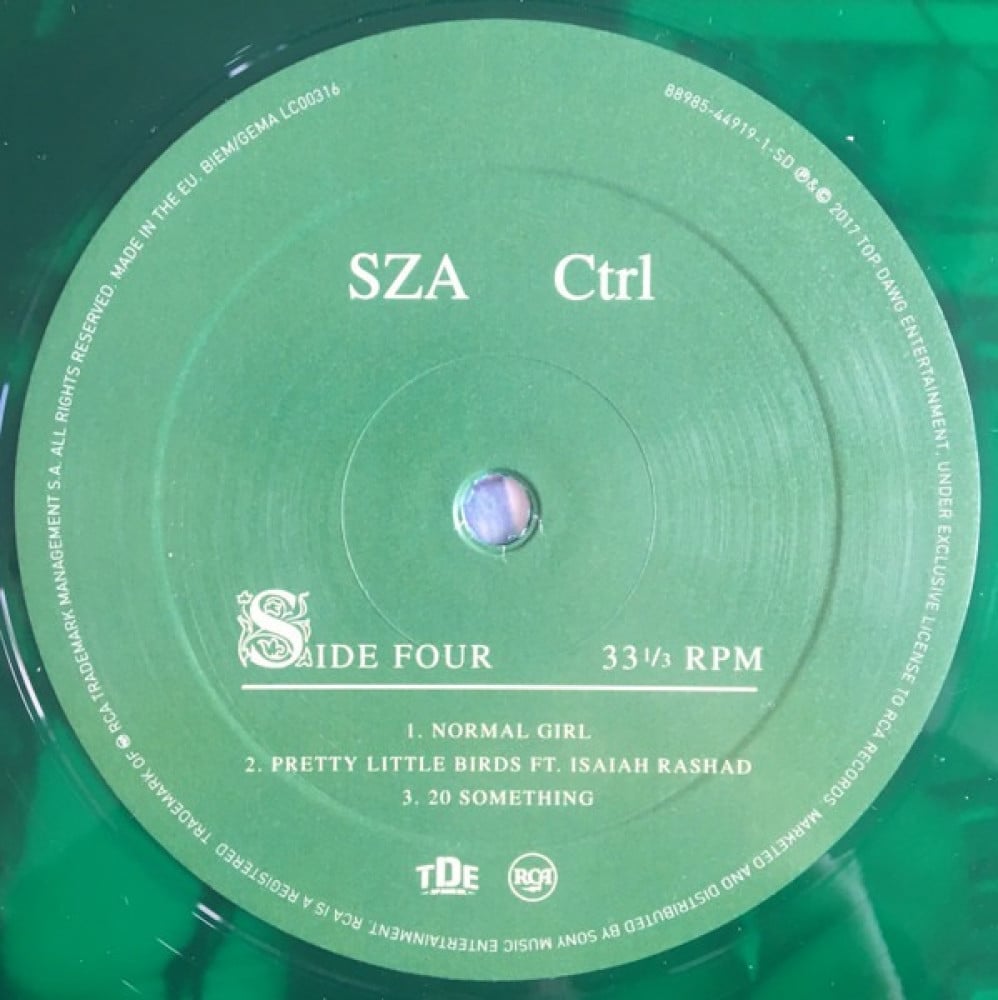 SZA Ctrl
SIDE FOUR 33 1/3 RPM
1. NORMAL GIRL
2. PRETTY LITTLE BIRDS FT. ISAIAH RASHAD
3. 20 SOMETHING
TDE RCA
88985-44919-1-SD ℗&© 2017 TOP DAWG ENTERTAINMENT, UNDER EXCLUSIVE LICENSE TO RCA RECORDS. MARKETED AND DISTRIBUTED BY SONY MUSIC ENTERTAINMENT. RCA IS A REGISTERED TRADEMARK OF ® RCA TRADEMARK MANAGEMENT S.A. ALL RIGHTS RESERVED. MADE IN THE EU. BIEM/GEMA LC00316